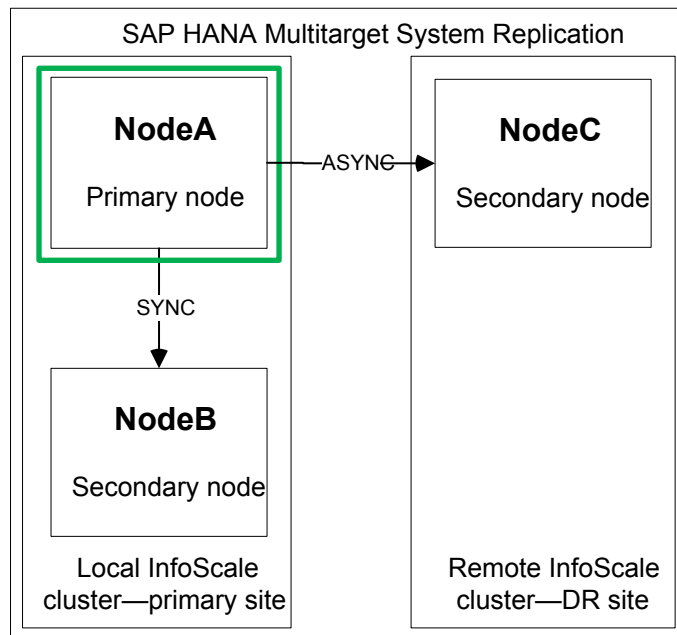 SAP HANA Multitarget System Replication
NodeA
Primary node
ASYNC
NodeC
Secondary node
SYNC
NodeB
Secondary node
Local InfoScale
cluster—primary site
Remote InfoScale
cluster—DR site